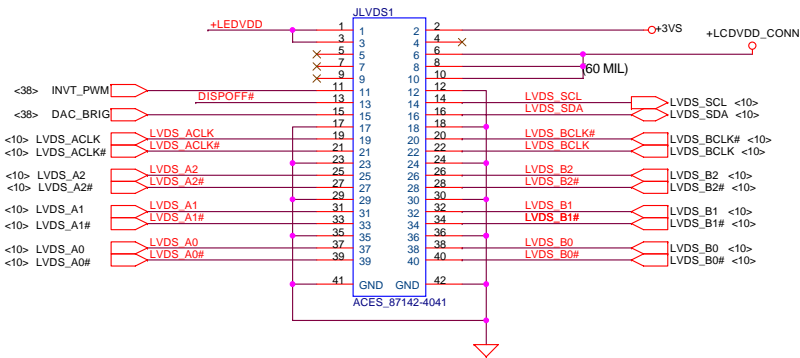 JLVDS1
+LEDVDD 1 1 2 2 +3VS
3 3 4 4 +LCDVDD_CONN
5 5 6 6
7 7 8 8 (60 MIL)
9 9 10 10
<38> INVT_PWM 11 11 12 12
DISPOFF# 13 13 14 14 LVDS_SCL LVDS_SCL <10>
<38> DAC_BRIG 15 15 16 16 LVDS_SDA LVDS_SDA <10>
17 17 18 18
<10> LVDS_ACLK LVDS_ACLK 19 19 20 20 LVDS_BCLK# LVDS_BCLK# <10>
<10> LVDS_ACLK# LVDS_ACLK# 21 21 22 22 LVDS_BCLK LVDS_BCLK <10>
23 23 24 24
<10> LVDS_A2 LVDS_A2 25 25 26 26 LVDS_B2 LVDS_B2 <10>
<10> LVDS_A2# LVDS_A2# 27 27 28 28 LVDS_B2# LVDS_B2# <10>
29 29 30 30
<10> LVDS_A1 LVDS_A1 31 31 32 32 LVDS_B1 LVDS_B1 <10>
<10> LVDS_A1# LVDS_A1# 33 33 34 34 LVDS_B1# LVDS_B1# <10>
35 35 36 36
<10> LVDS_A0 LVDS_A0 37 37 38 38 LVDS_B0 LVDS_B0 <10>
<10> LVDS_A0# LVDS_A0# 39 39 40 40 LVDS_B0# LVDS_B0# <10>
41 GND GND 42
ACES_87142-4041